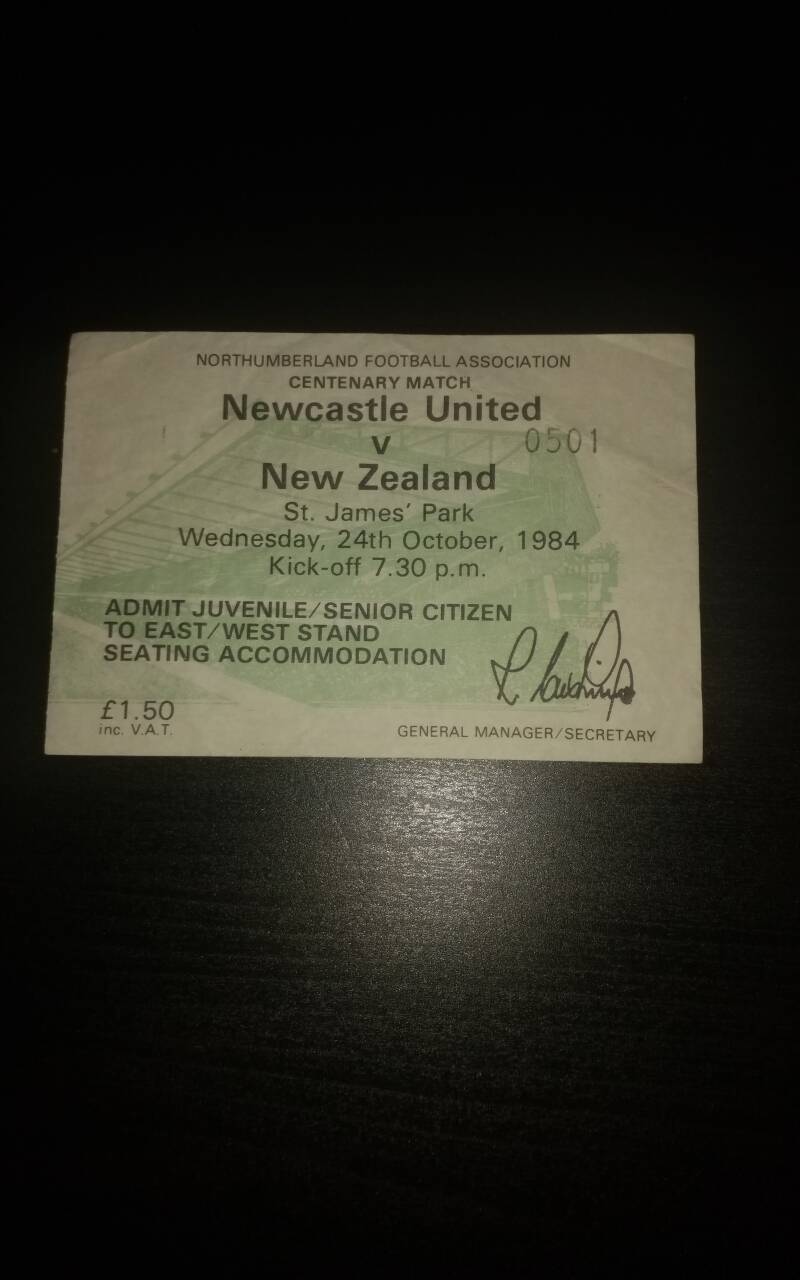 NORTHUMBERLAND FOOTBALL ASSOCIATION
CENTENARY MATCH
Newcastle United
v
0501
New Zealand
St. James' Park
Wednesday, 24th October, 1984
Kick-off 7.30 p.m.
ADMIT JUVENILE/SENIOR CITIZEN
TO EAST/WEST STAND
SEATING ACCOMMODATION
£1.50
inc. V.A.T.
GENERAL MANAGER/SECRETARY